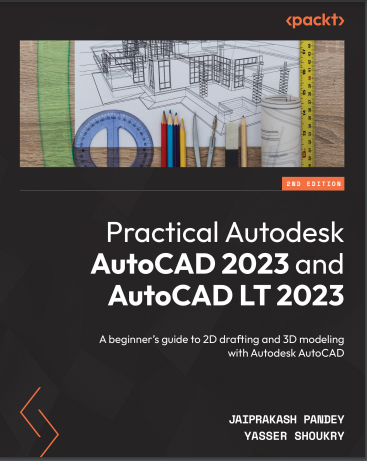 <packt>
2ND EDITION
Practical Autodesk
AutoCAD 2023 and
AutoCAD LT 2023
A beginner's guide to 2D drafting and 3D modeling
with Autodesk AutoCAD
JAIPRAKASH PANDEY
YASSER SHOUKRY